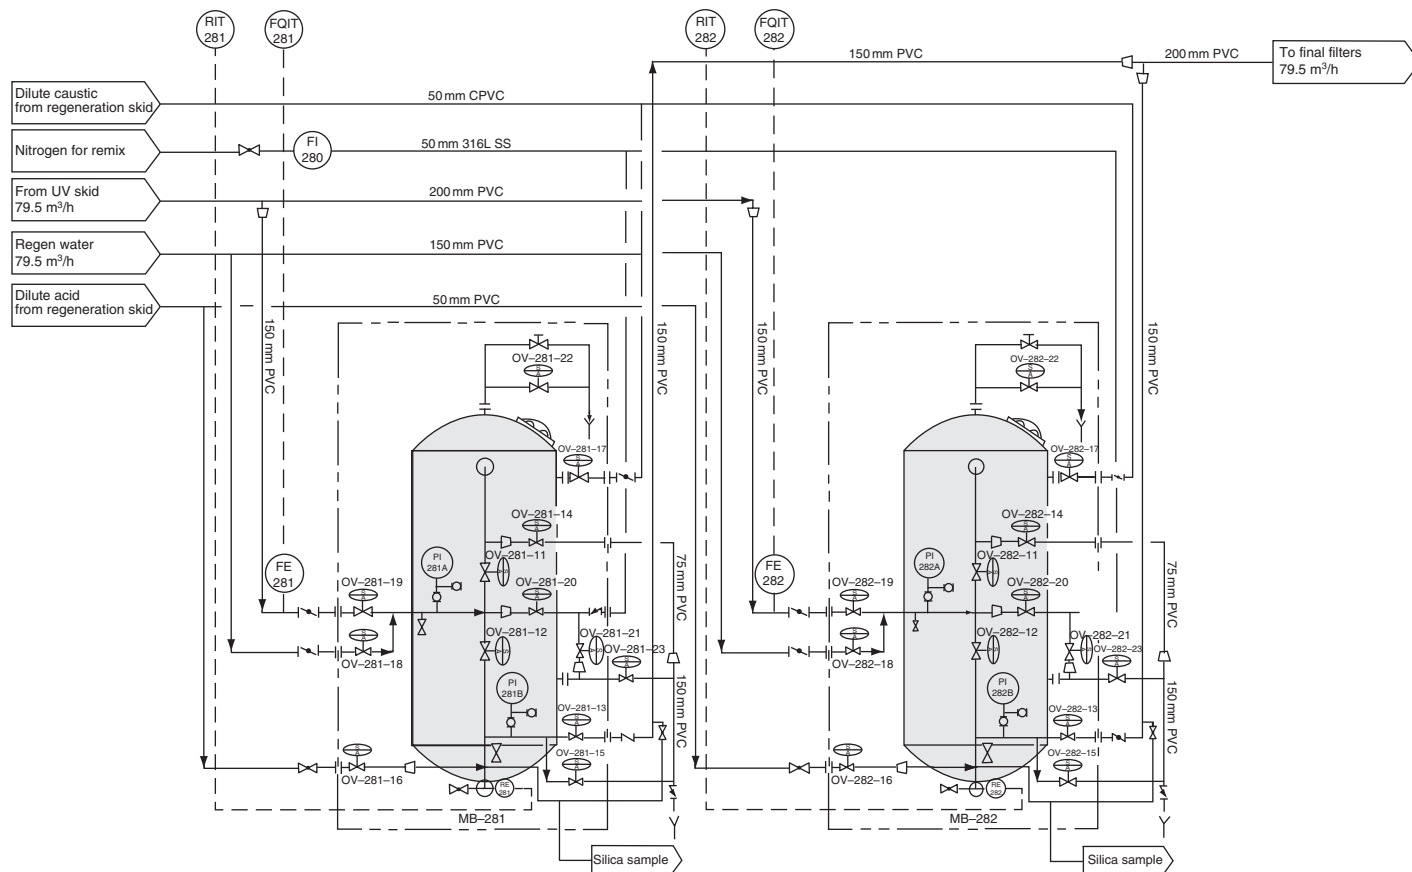 RIT
281
FQIT
281
RIT
282
FQIT
282
150 mm PVC
200 mm PVC
To final filters
79.5 m³/h
Dilute caustic
from regeneration skid
50 mm CPVC
Nitrogen for remix
FI
280
50 mm 316L SS
From UV skid
79.5 m³/h
200 mm PVC
Regen water
79.5 m³/h
150 mm PVC
Dilute acid
from regeneration skid
50 mm PVC
150 mm PVC
150 mm PVC
150 mm PVC
150 mm PVC
OV–281–22
S
A
OV–282–22
S
A
OV–281–17
S
A
OV–282–17
S
A
OV–281–14
S
A
OV–282–14
S
A
PI
281A
OV–281–11
S
A
PI
282A
OV–282–11
S
A
75 mm PVC
75 mm PVC
FE
281
OV–281–19
S
A
OV–281–20
S
A
FE
282
OV–282–19
S
A
OV–282–20
S
A
S
A
OV–281–18
OV–281–12
S
A
OV–281–21
S
A
OV–281–23
S
A
S
A
OV–282–18
OV–282–12
S
A
OV–282–21
S
A
OV–282–23
S
A
PI
281B
150 mm PVC
PI
282B
150 mm PVC
OV–281–13
S
A
OV–282–13
S
A
OV–281–15
S
A
OV–282–15
S
A
S
A
OV–281–16
S
A
OV–282–16
RE
281
RE
282
MB–281
MB–282
Silica sample
Silica sample